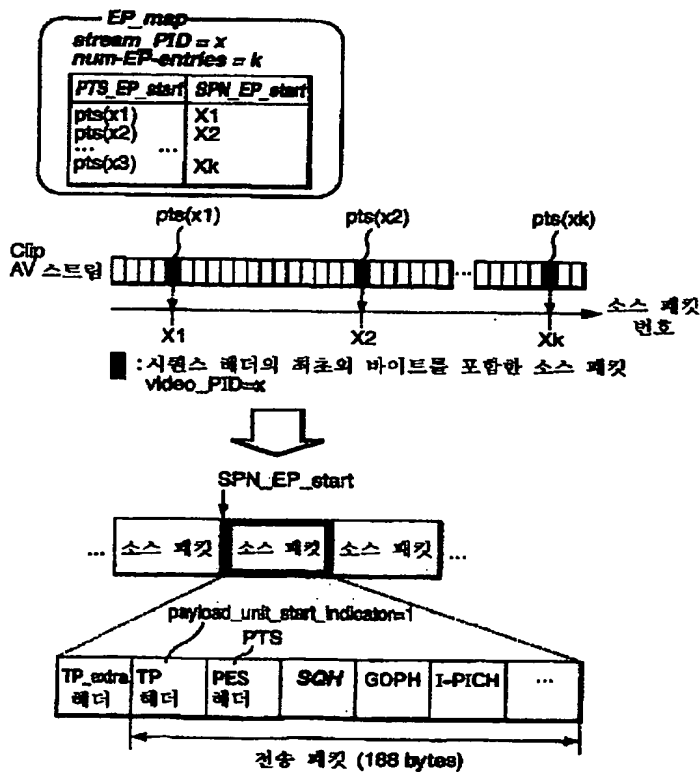 EP_map
stream_PID = x
num-EP-entries = k
PTS_EP_start SPN_EP_start
pts(x1) X1
pts(x2) X2
... ...
pts(x3) Xk
pts(x1) pts(x2) pts(xk)
Clip
AV 스트림 ...
소스 패킷
번호
X1 X2 Xk
:시퀀스 헤더의 최초의 바이트를 포함한 소스 패킷
video_PID=x
SPN_EP_start
... 소스 패킷 소스 패킷 소스 패킷 ...
payload_unit_start_indicaton=1
PTS
TP_extra TP PES SQH GOPH I-PICH ...
헤더 헤더 헤더
전송 패킷 (188 bytes)